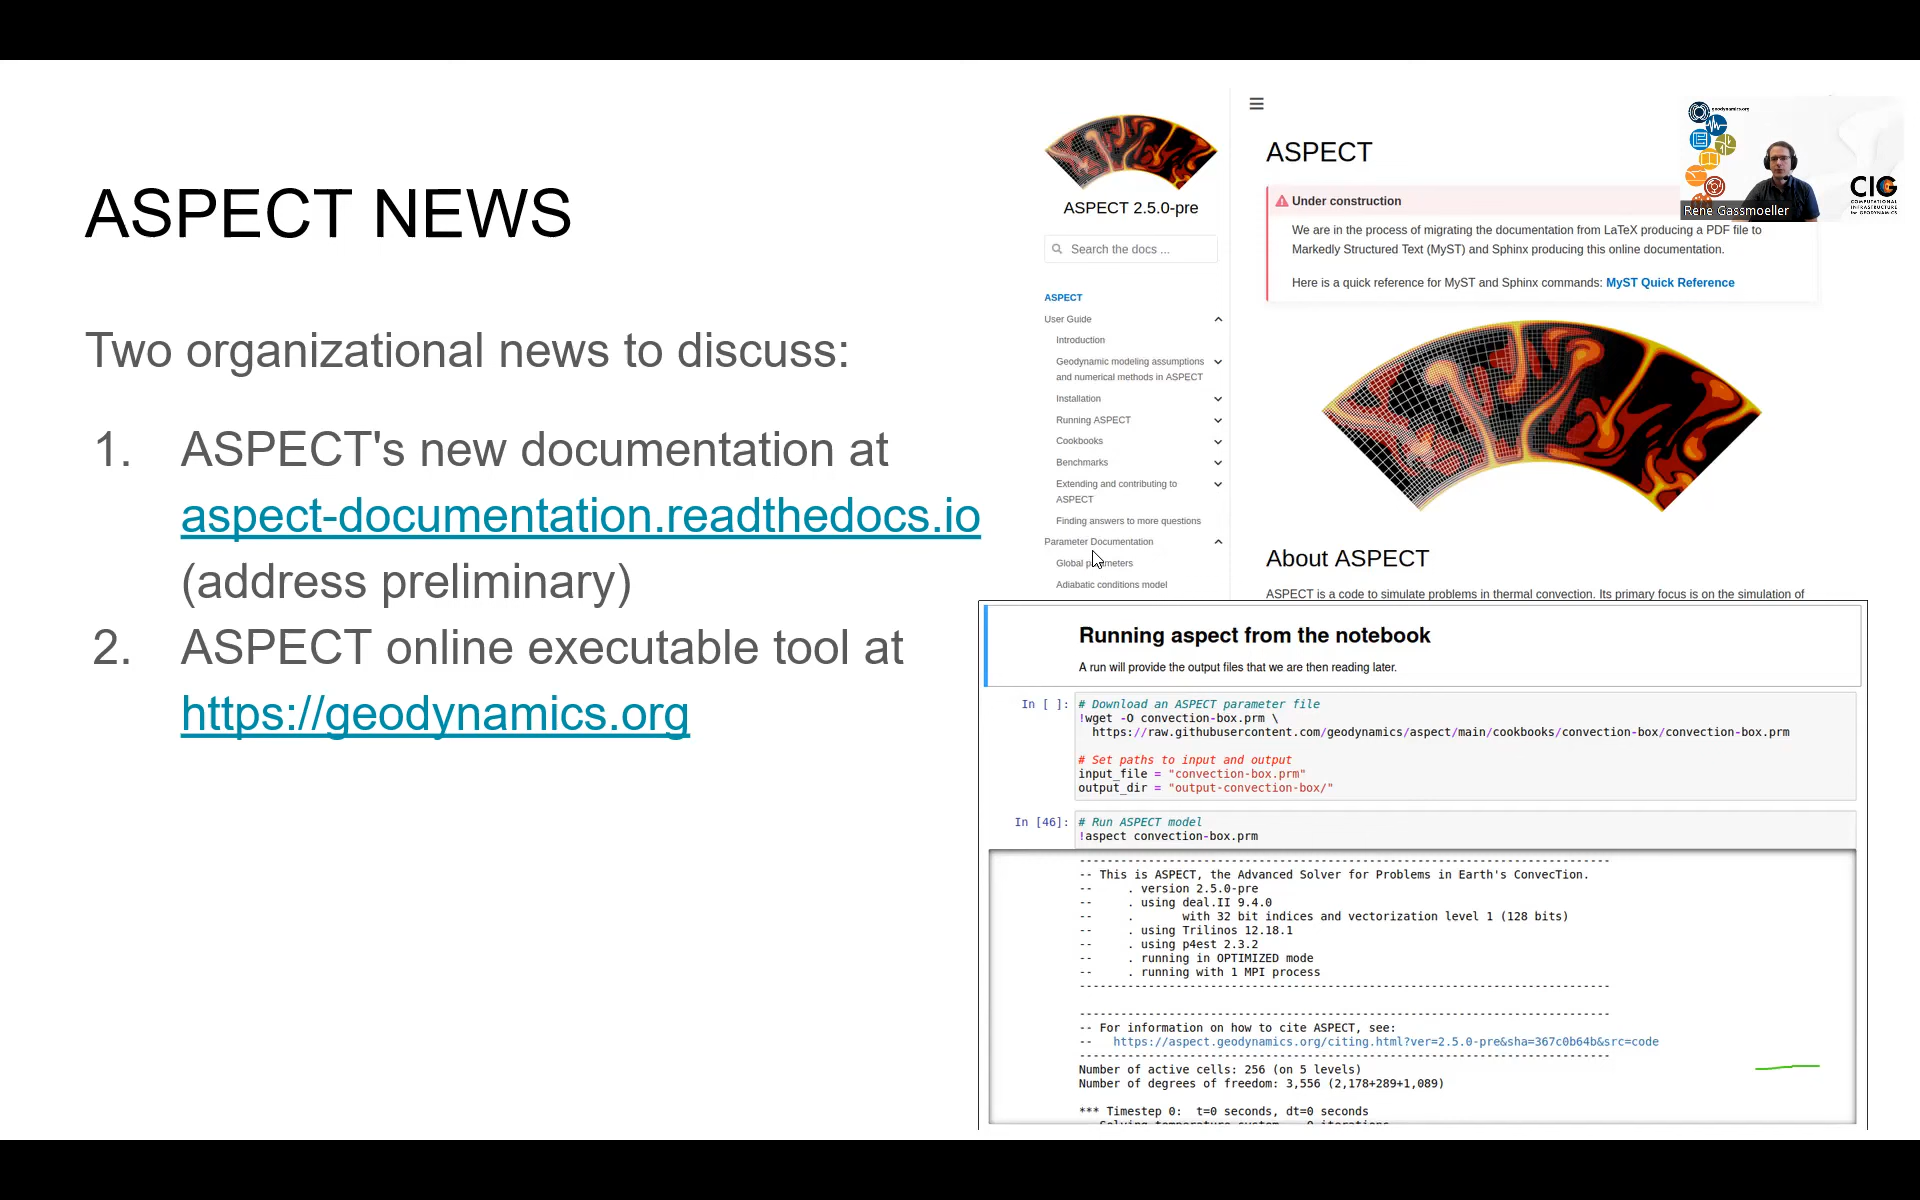 ASPECT NEWS
Two organizational news to discuss:
1. ASPECT's new documentation at
aspect-documentation.readthedocs.io
(address preliminary)
2. ASPECT online executable tool at
https://geodynamics.org
ASPECT 2.5.0-pre
Search the docs ...
ASPECT
User Guide
Introduction
Geodynamic modeling assumptions
and numerical methods in ASPECT
Installation
Running ASPECT
Cookbooks
Benchmarks
Extending and contributing to
ASPECT
Finding answers to more questions
Parameter Documentation
Global parameters
Adiabatic conditions model
ASPECT
Under construction
We are in the process of migrating the documentation from LaTeX producing a PDF file to
Markedly Structured Text (MyST) and Sphinx producing this online documentation.
Here is a quick reference for MyST and Sphinx commands: MyST Quick Reference
About ASPECT
ASPECT is a code to simulate problems in thermal convection. Its primary focus is on the simulation of
geodynamics.org
CIG
COMPUTATIONAL
INFRASTRUCTURE
for GEODYNAMICS
Rene Gassmoeller
Running aspect from the notebook
A run will provide the output files that we are then reading later.
In [ ]: # Download an ASPECT parameter file
!wget -O convection-box.prm \
https://raw.githubusercontent.com/geodynamics/aspect/main/cookbooks/convection-box/convection-box.prm
# Set paths to input and output
input_file = "convection-box.prm"
output_dir = "output-convection-box/"
In [46]: # Run ASPECT model
!aspect convection-box.prm
-----------------------------------------------------------------------------
-- This is ASPECT, the Advanced Solver for Problems in Earth's ConvecTion.
-- . version 2.5.0-pre
-- . using deal.II 9.4.0
-- . with 32 bit indices and vectorization level 1 (128 bits)
-- . using Trilinos 12.18.1
-- . using p4est 2.3.2
-- . running in OPTIMIZED mode
-- . running with 1 MPI process
-----------------------------------------------------------------------------
-----------------------------------------------------------------------------
-- For information on how to cite ASPECT, see:
-- https://aspect.geodynamics.org/citing.html?ver=2.5.0-pre&sha=367c0b64b&src=code
-----------------------------------------------------------------------------
Number of active cells: 256 (on 5 levels)
Number of degrees of freedom: 3,556 (2,178+289+1,089)
*** Timestep 0: t=0 seconds, dt=0 seconds
Solving temperature system... 0 iterations.